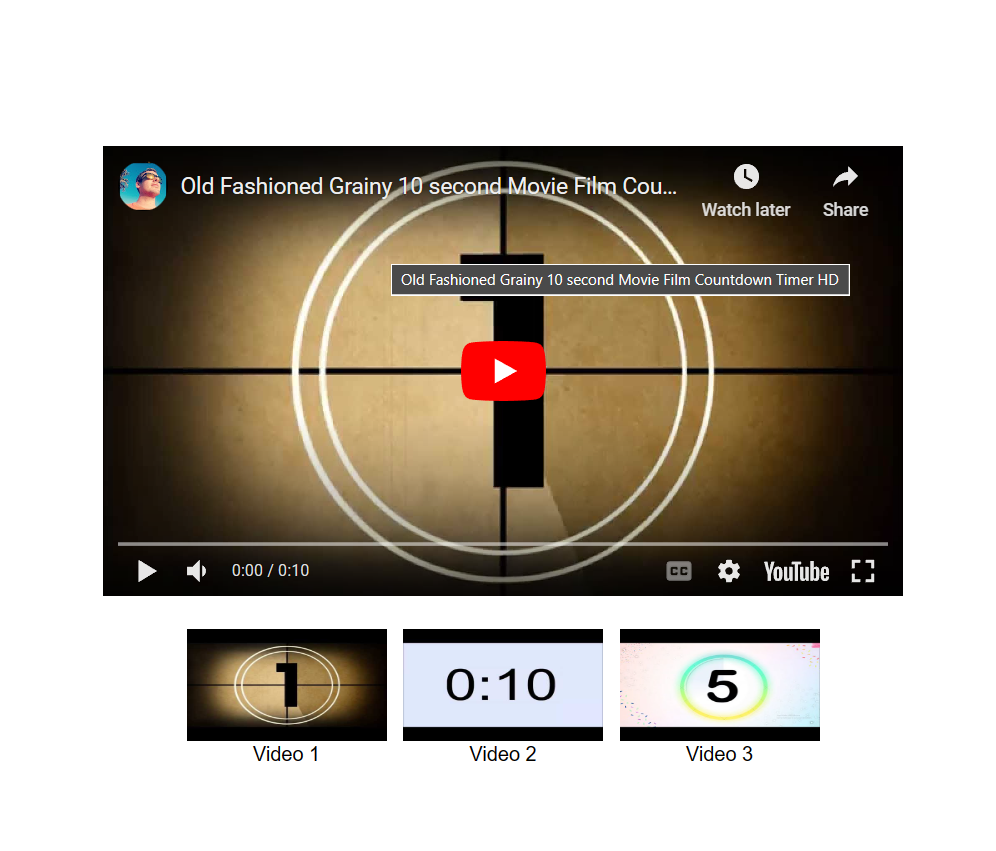 Old Fashioned Grainy 10 second Movie Film Cou...
Watch later
Share
Old Fashioned Grainy 10 second Movie Film Countdown Timer HD
1
0:00 / 0:10
CC
YouTube
1
0:10
5
Video 1
Video 2
Video 3